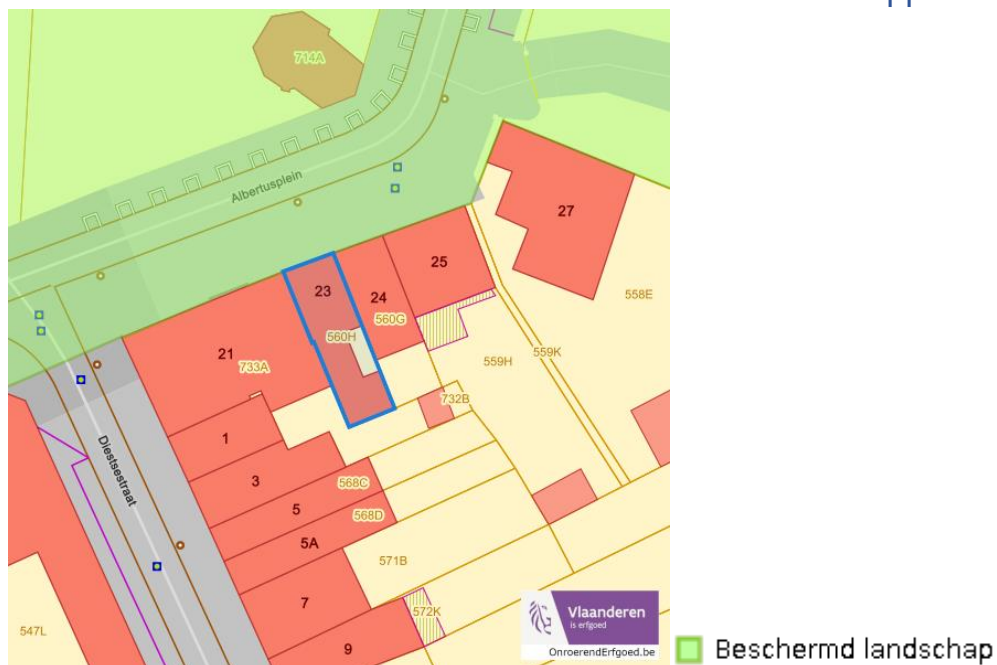 714A
Albertusplein
27
25
23
24
558E
560G
560H
559K
21
559H
733A
732B
1
Diestsestraat
3
568C
5
568D
5A
571B
7
572K
547L
9
Vlaanderen
is erfgoed
OnroerendErfgoed.be
Beschermd landschap